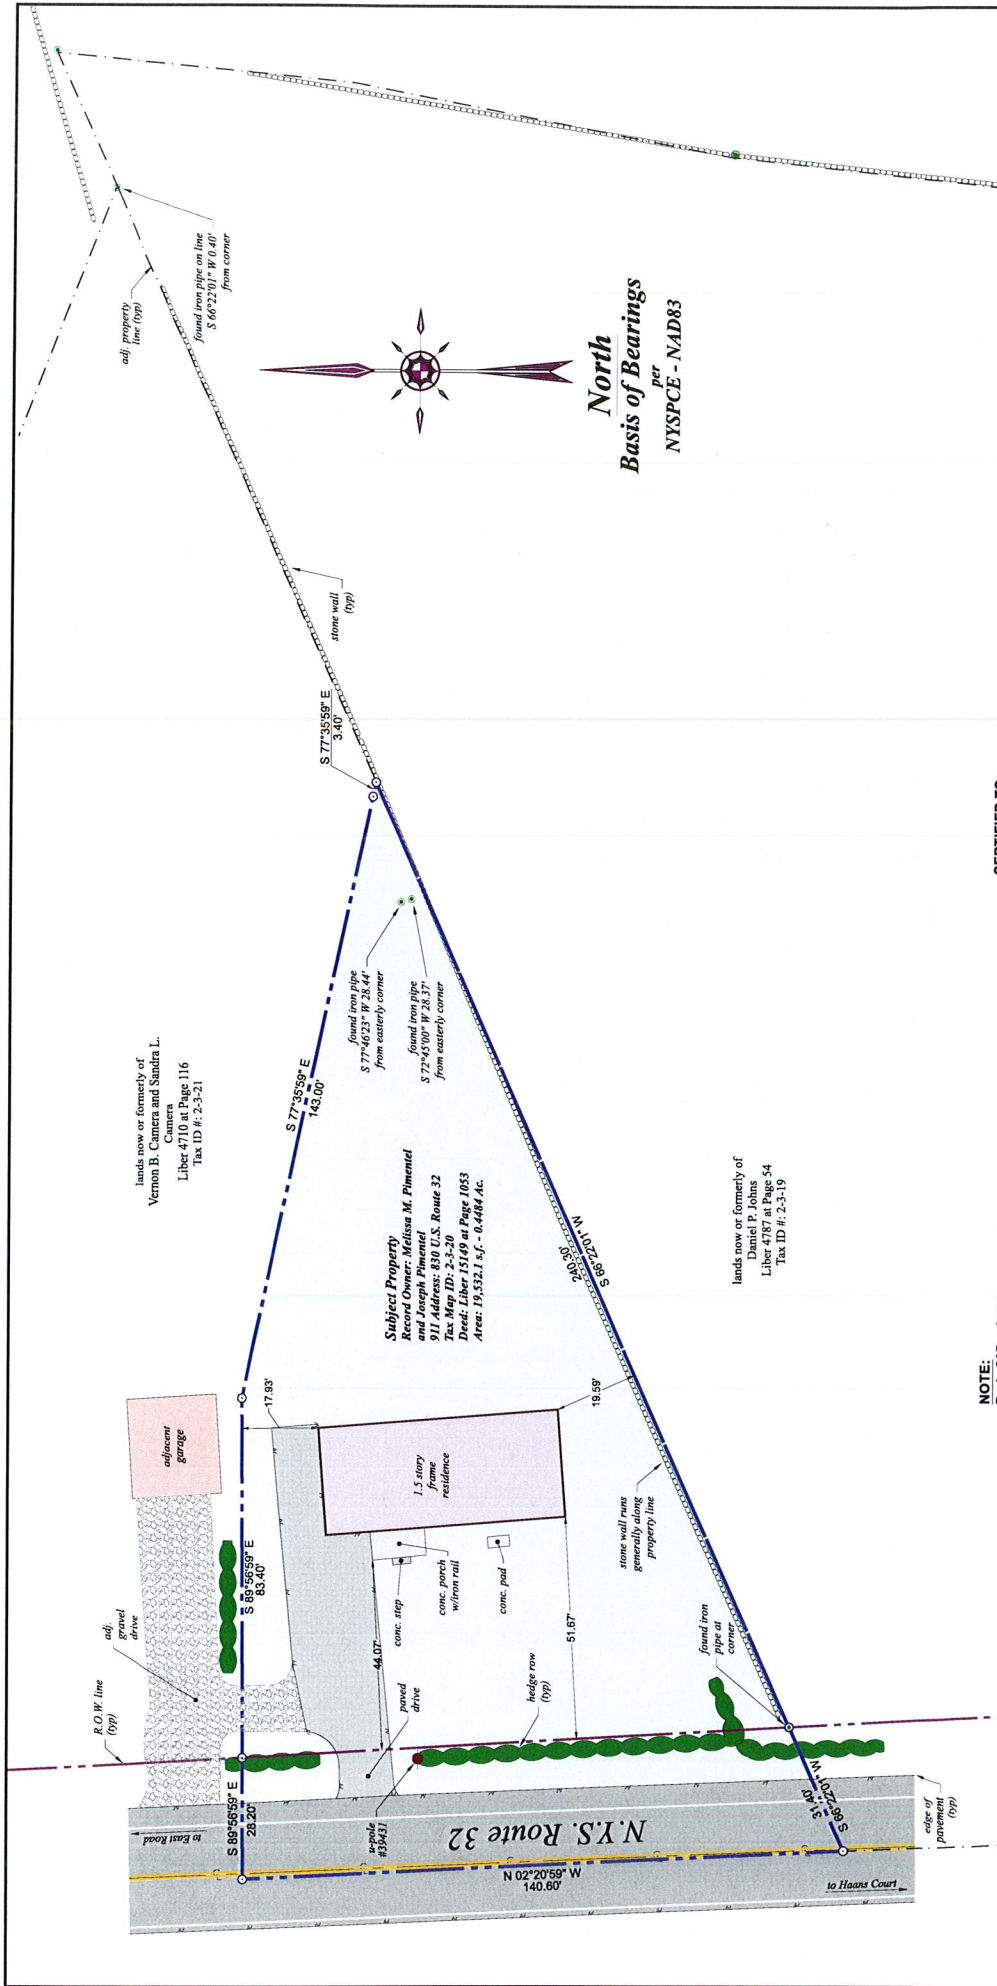 found iron pipe on line
S 66°22'01" W 0.40'
from corner
adj. property
line (typ)
North
Basis of Bearings
per
NYSPCE - NAD83
stone wall
(typ)
S 77°35'59" E
3.40'
lands now or formerly of
Vernon B. Camera and Sandra L.
Camera
Liber 4710 at Page 116
Tax ID #: 2-3-21
S 77°35'59" E
143.00'
found iron pipe
S 77°46'23" W 28.44'
from easterly corner
found iron pipe
S 72°45'00" W 28.37'
from easterly corner
Subject Property
Record Owner: Melissa M. Pimentel
and Joseph Pimentel
911 Address: 830 U.S. Route 32
Tax Map ID: 2-3-20
Deed: Liber 15149 at Page 1053
Area: 19,532.1 s.f. - 0.4484 Ac.
240.30'
S 66°22'01" W
lands now or formerly of
Daniel P. Johns
Liber 4787 at Page 54
Tax ID #: 2-3-19
CERTIFIED TO
NOTE:
adjacent
garage
17.93'
19.59'
1.5 story
frame
residence
S 89°56'59" E
83.40'
adj.
gravel
drive
R.O.W. line
(typ)
conc. step
conc. porch
w/iron rail
conc. pad
44.07'
51.67'
paved
drive
hedge row
(typ)
stone wall runs
generally along
property line
found iron
pipe at
corner
S 89°56'59" E
28.20'
to East Road
u-pole
#39431
N.Y.S. Route 32
N 02°20'59" W
140.60'
31.40'
S 66°22'01" W
to Haans Court
edge of
pavement
(typ)